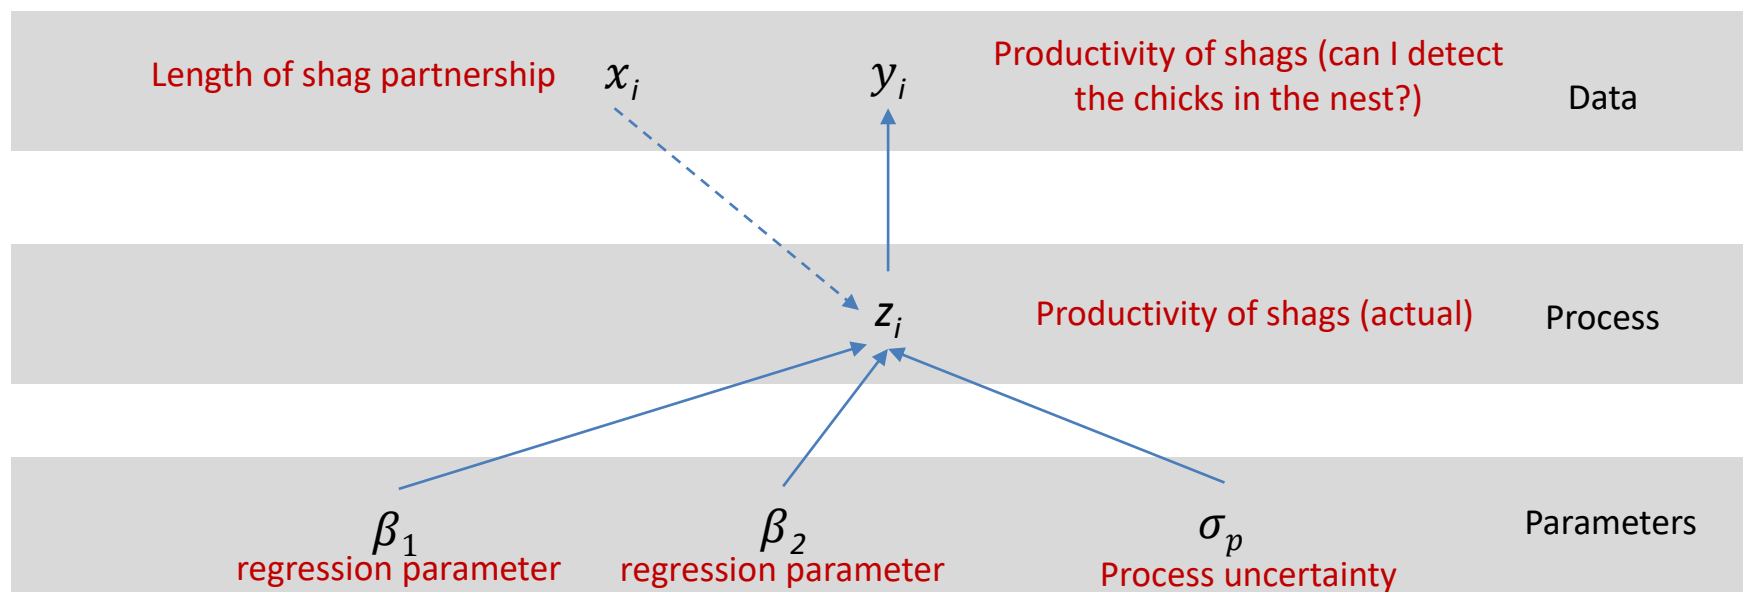 Length of shag partnership
x_i
y_i
Productivity of shags (can I detect
the chicks in the nest?)
Data
z_i
Productivity of shags (actual)
Process
β_1
β_2
σ_p
Parameters
regression parameter
regression parameter
Process uncertainty